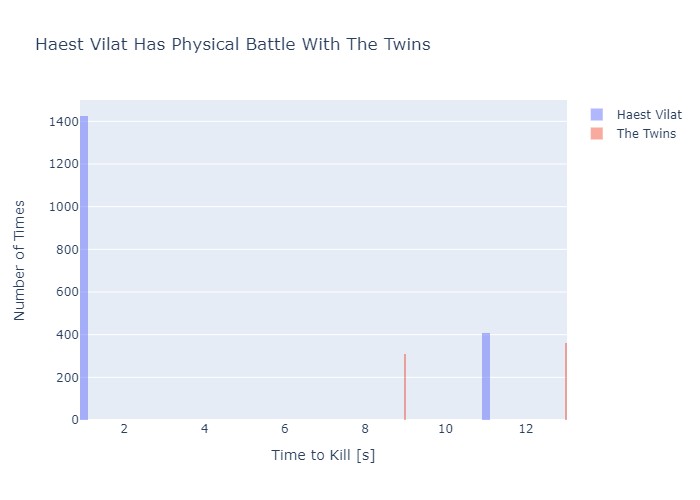 Haest Vilat Has Physical Battle With The Twins
Haest Vilat
The Twins
Number of Times
1400
1200
1000
800
600
400
200
0
2 4 6 8 10 12
Time to Kill [s]